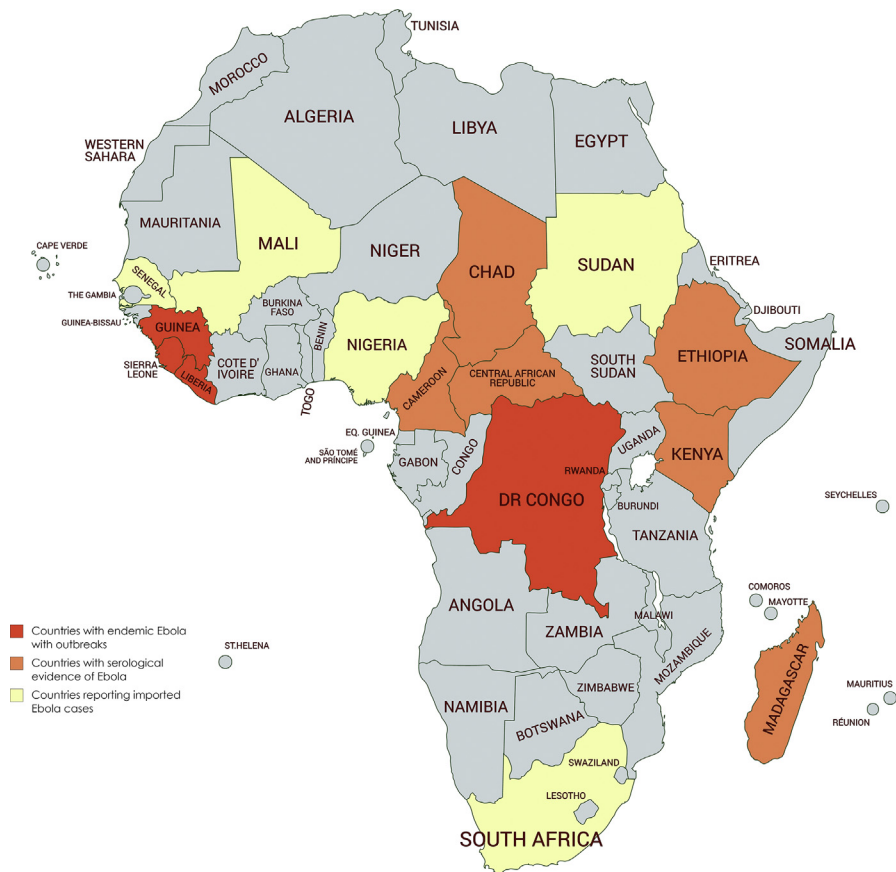 TUNISIA
MOROCCO
ALGERIA
LIBYA
EGYPT
WESTERN
SAHARA
MAURITANIA
MALI
NIGER
CHAD
SUDAN
ERITREA
CAPE VERDE
SENEGAL
THE GAMBIA
GUINEA-BISSAU
GUINEA
SIERRA
LEONE
LIBERIA
COTE D'
IVOIRE
BURKINA
FASO
GHANA
TOGO
BENIN
NIGERIA
CAMEROON
CENTRAL AFRICAN
REPUBLIC
SOUTH
SUDAN
ETHIOPIA
DJIBOUTI
SOMALIA
EQ. GUINEA
SÃO TOMÉ
AND PRÍNCIPE
GABON
CONGO
DR CONGO
UGANDA
RWANDA
BURUNDI
KENYA
TANZANIA
SEYCHELLES
COMOROS
MAYOTTE
ANGOLA
ZAMBIA
MALAWI
MOZAMBIQUE
MADAGASCAR
MAURITIUS
RÉUNION
ST.HELENA
NAMIBIA
BOTSWANA
ZIMBABWE
SWAZILAND
LESOTHO
SOUTH AFRICA
Countries with endemic Ebola
with outbreaks
Countries with serological
evidence of Ebola
Countries reporting imported
Ebola cases